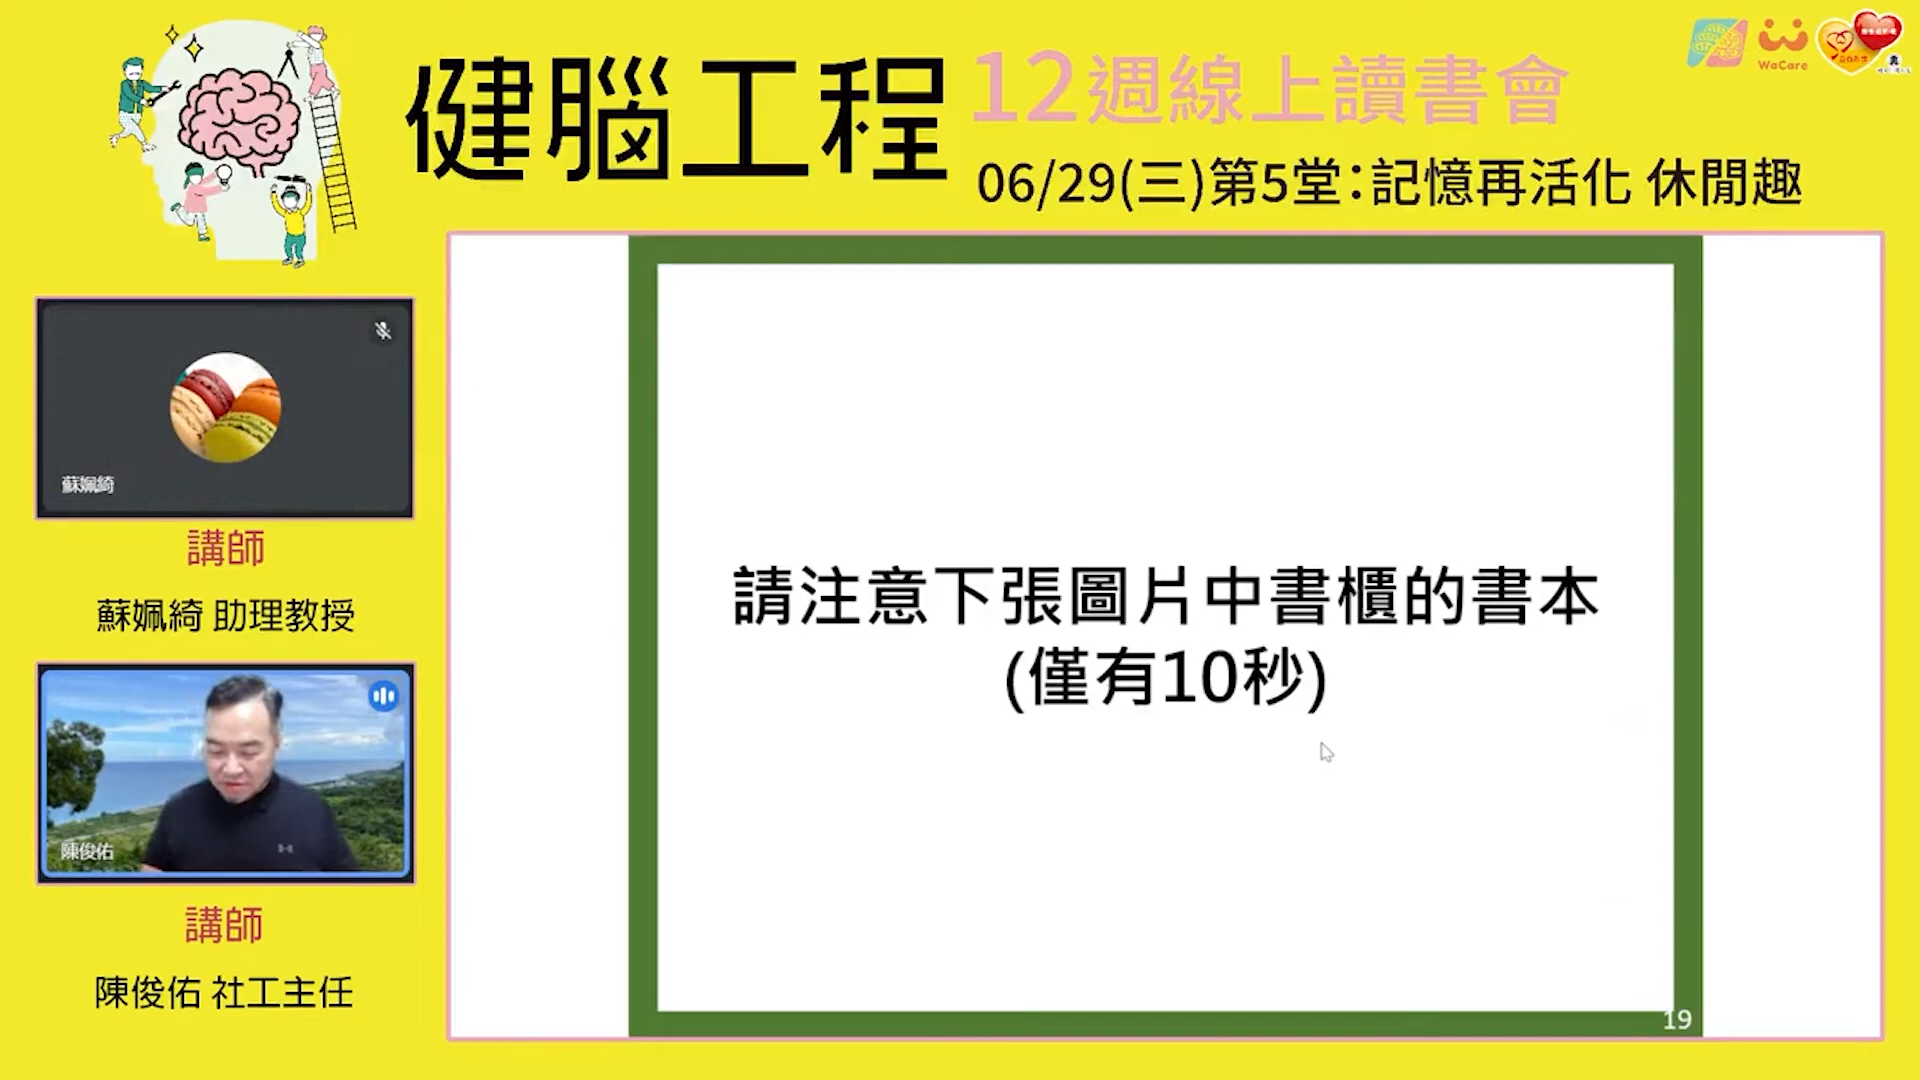 健腦工程
12週線上讀書會
06/29(三)第5堂：記憶再活化 休閒趣
WaCare
蘇姵綺
講師
蘇姵綺 助理教授
陳俊佑
講師
陳俊佑 社工主任
請注意下張圖片中書櫃的書本
(僅有10秒)
19